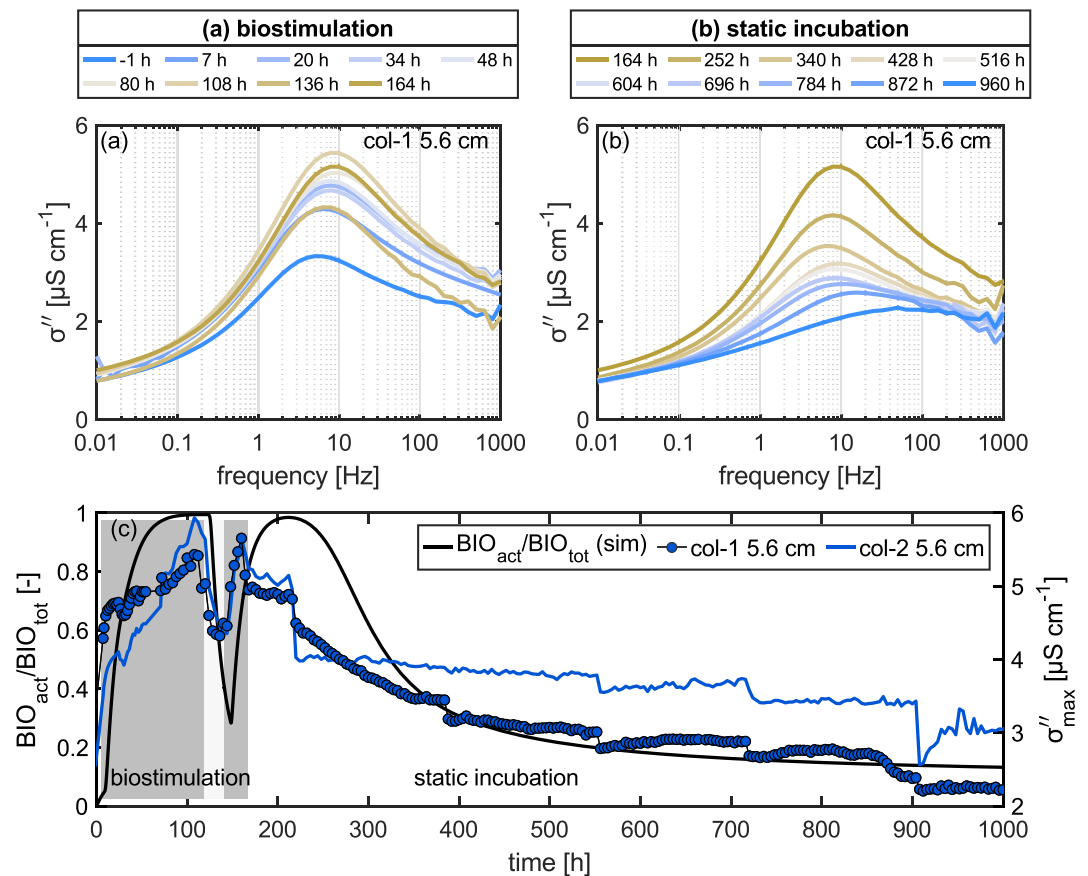 (a) biostimulation
-1 h 7 h 20 h 34 h 48 h
80 h 108 h 136 h 164 h
(b) static incubation
164 h 252 h 340 h 428 h 516 h
604 h 696 h 784 h 872 h 960 h
(a) col-1 5.6 cm
6
4
2
0
σ′′ [µS cm⁻¹]
0.01 0.1 1 10 100 1000
frequency [Hz]
(b) col-1 5.6 cm
6
4
2
0
σ′′ [µS cm⁻¹]
0.01 0.1 1 10 100 1000
frequency [Hz]
(c)
BIO_act/BIO_tot (sim) col-1 5.6 cm col-2 5.6 cm
1
0.8
0.6
0.4
0.2
0
BIO_act/BIO_tot [-]
6
5
4
3
2
σ′′_max [µS cm⁻¹]
biostimulation static incubation
0 100 200 300 400 500 600 700 800 900 1000
time [h]